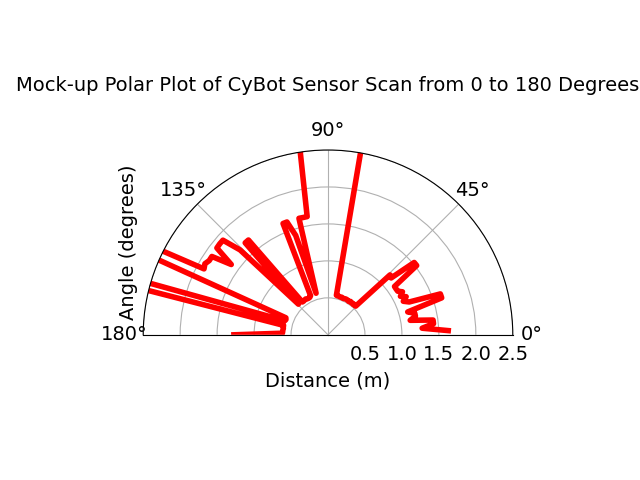 Mock-up Polar Plot of CyBot Sensor Scan from 0 to 180 Degrees
90°
135°
45°
Angle (degrees)
180°
0°
0.5 1.0 1.5 2.0 2.5
Distance (m)